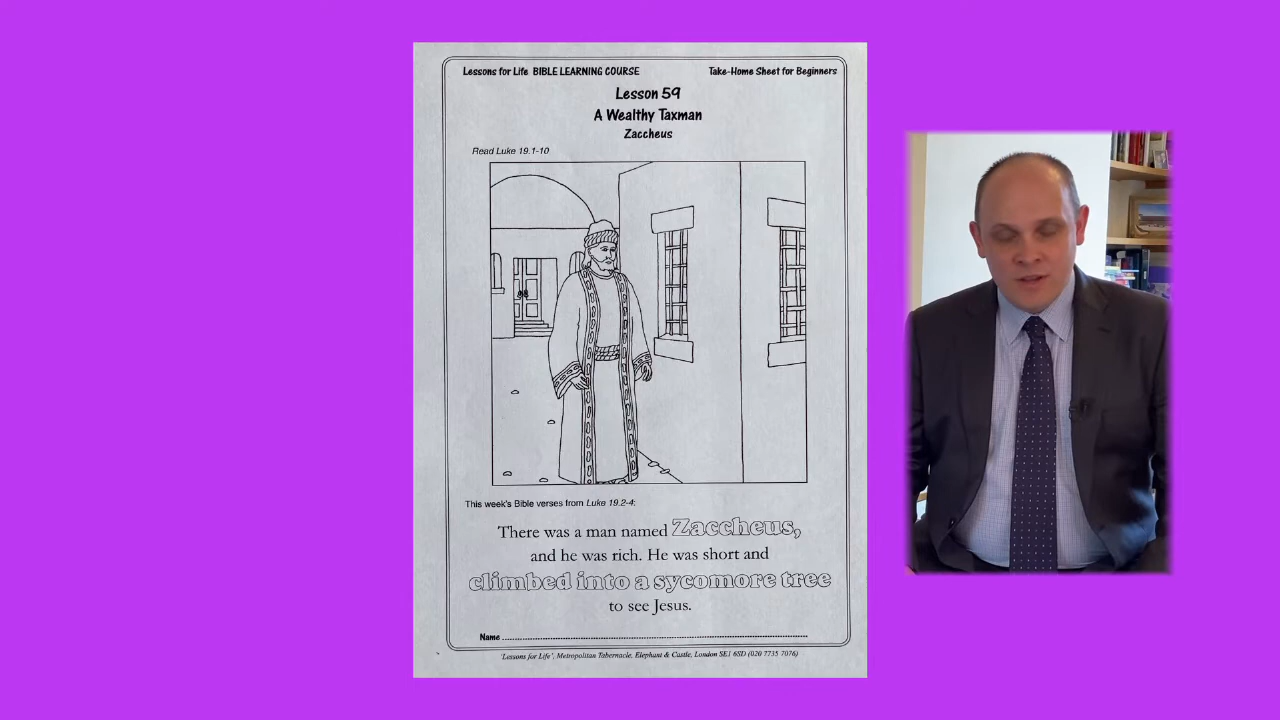 Lessons for Life BIBLE LEARNING COURSE Take-Home Sheet for Beginners
Lesson 59
A Wealthy Taxman
Zaccheus
Read Luke 19.1-10
This week's Bible verses from Luke 19.2-4:
There was a man named Zaccheus,
and he was rich. He was short and
climbed into a sycomore tree
to see Jesus.
Name
'Lessons for Life', Metropolitan Tabernacle, Elephant & Castle, London SE1 6SD (020 7735 7076)